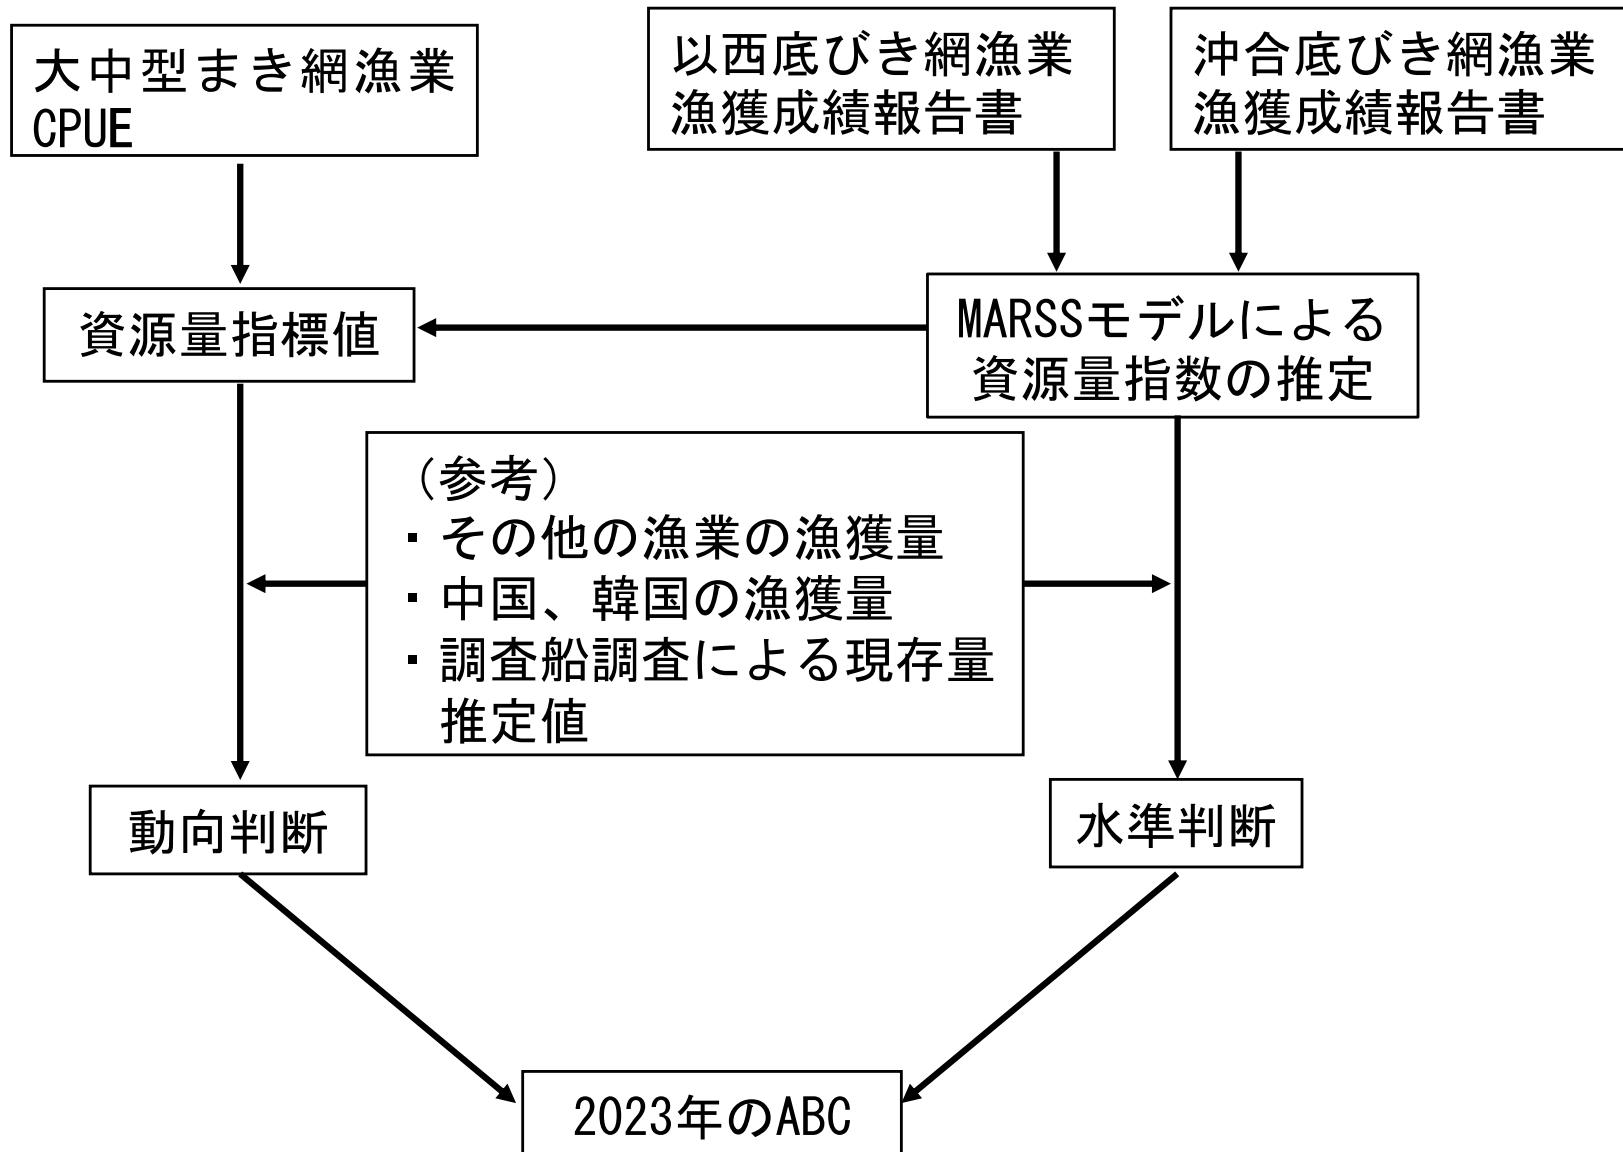 大中型まき網漁業
CPUE
以西底びき網漁業
漁獲成績報告書
沖合底びき網漁業
漁獲成績報告書
資源量指標値
MARSSモデルによる
資源量指数の推定
（参考）
・その他の漁業の漁獲量
・中国、韓国の漁獲量
・調査船調査による現存量
推定値
動向判断
水準判断
2023年のABC